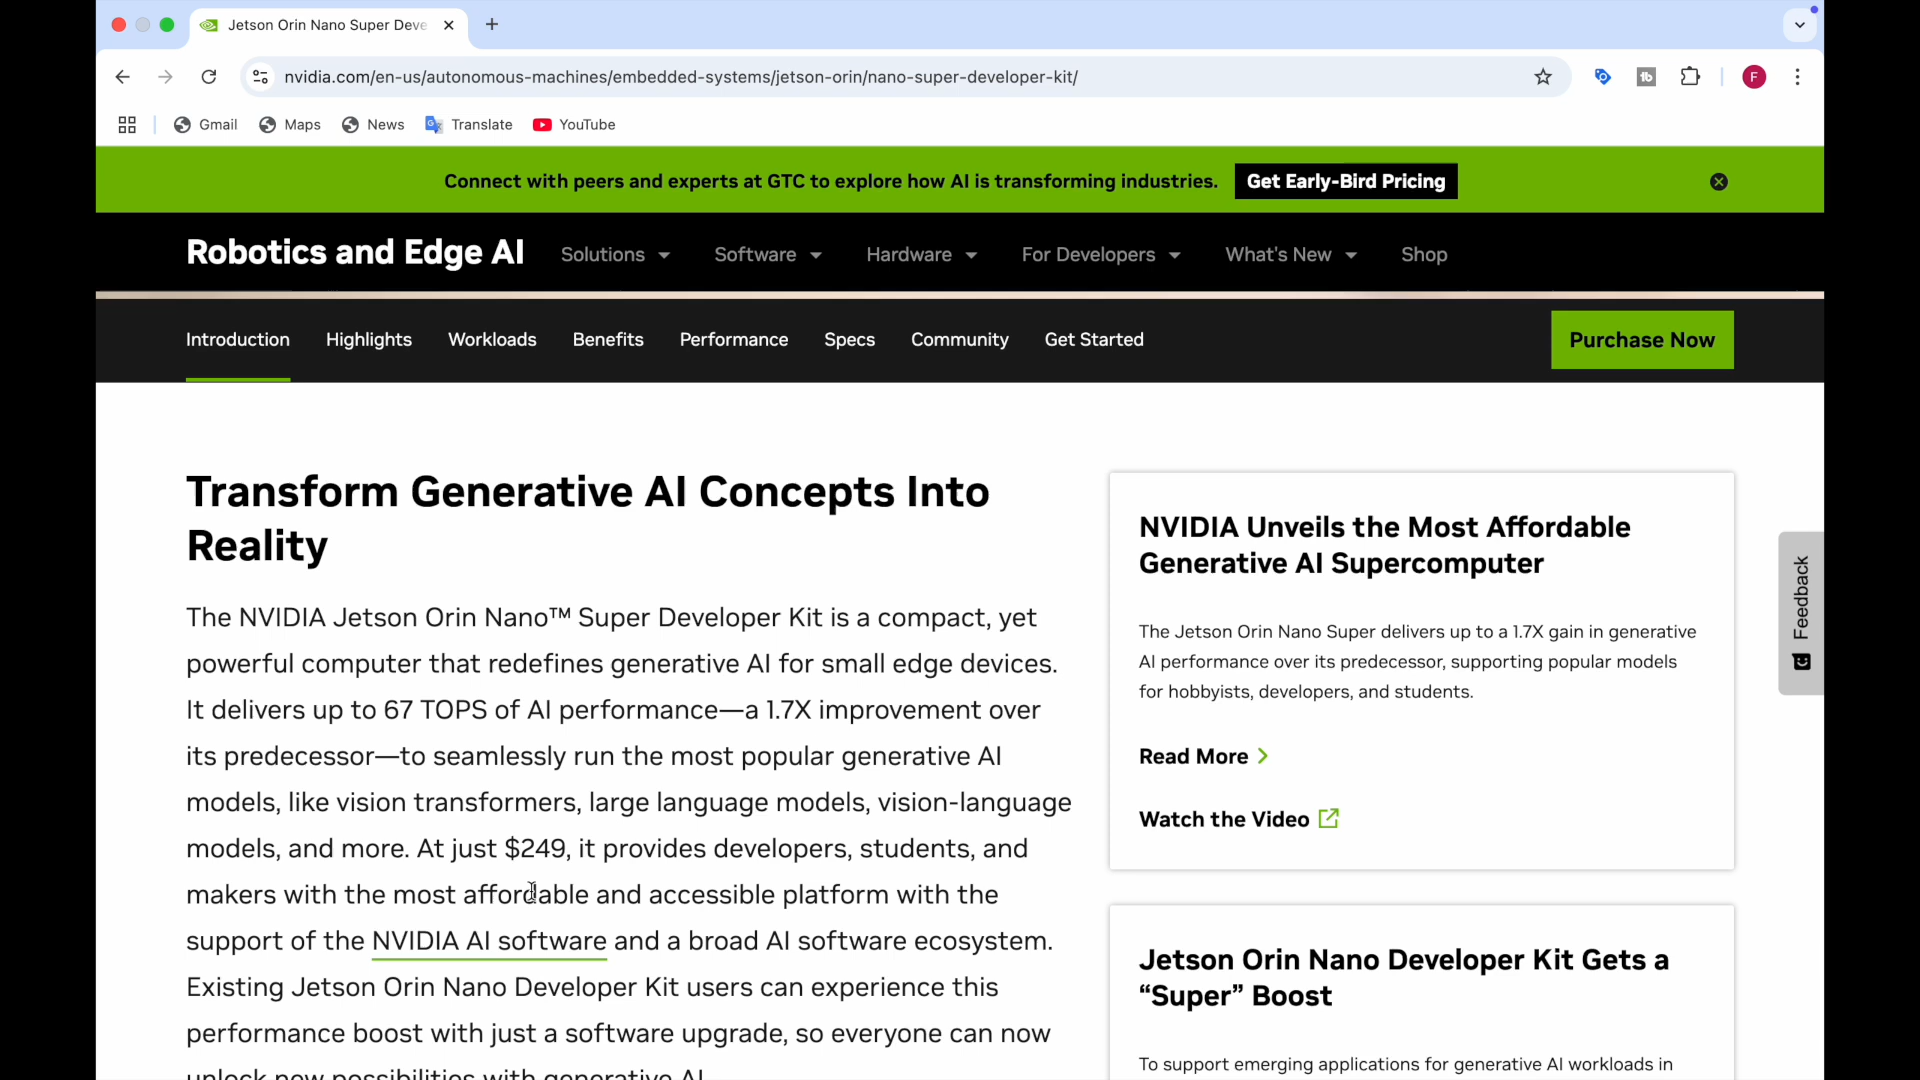 Jetson Orin Nano Super Deve
nvidia.com/en-us/autonomous-machines/embedded-systems/jetson-orin/nano-super-developer-kit/
F
Gmail
Maps
News
Translate
YouTube
Connect with peers and experts at GTC to explore how AI is transforming industries.
Get Early-Bird Pricing
Robotics and Edge AI
Solutions
Software
Hardware
For Developers
What's New
Shop
Introduction
Highlights
Workloads
Benefits
Performance
Specs
Community
Get Started
Purchase Now
Transform Generative AI Concepts Into
Reality
The NVIDIA Jetson Orin Nano™ Super Developer Kit is a compact, yet
powerful computer that redefines generative AI for small edge devices.
It delivers up to 67 TOPS of AI performance—a 1.7X improvement over
its predecessor—to seamlessly run the most popular generative AI
models, like vision transformers, large language models, vision-language
models, and more. At just $249, it provides developers, students, and
makers with the most affordable and accessible platform with the
support of the NVIDIA AI software and a broad AI software ecosystem.
Existing Jetson Orin Nano Developer Kit users can experience this
performance boost with just a software upgrade, so everyone can now
unlock new possibilities with generative AI.
NVIDIA Unveils the Most Affordable
Generative AI Supercomputer
The Jetson Orin Nano Super delivers up to a 1.7X gain in generative
AI performance over its predecessor, supporting popular models
for hobbyists, developers, and students.
Read More
Watch the Video
Jetson Orin Nano Developer Kit Gets a
“Super” Boost
To support emerging applications for generative AI workloads in
Feedback